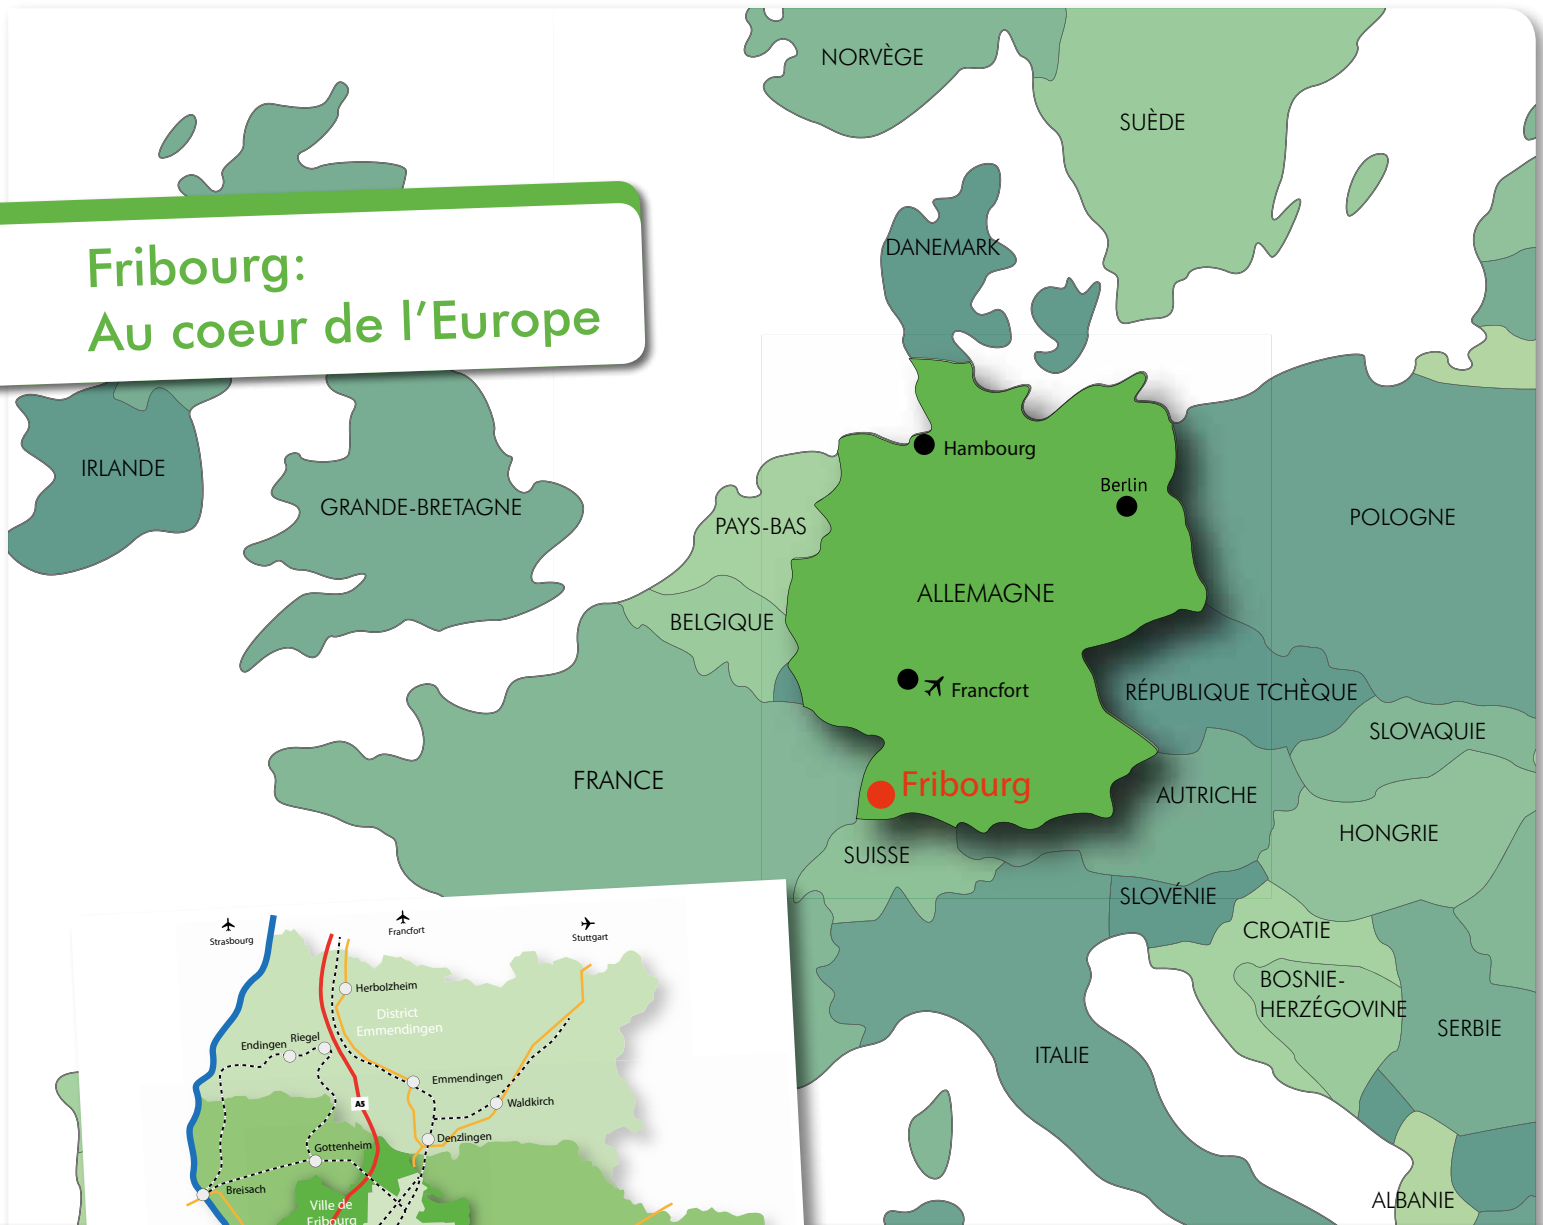 NORVÈGE
SUÈDE
DANEMARK
Fribourg:
Au coeur de l'Europe
IRLANDE
GRANDE-BRETAGNE
Hambourg
Berlin
PAYS-BAS
POLOGNE
ALLEMAGNE
BELGIQUE
Francfort
RÉPUBLIQUE TCHÈQUE
SLOVAQUIE
FRANCE
Fribourg
AUTRICHE
HONGRIE
SUISSE
SLOVÉNIE
CROATIE
BOSNIE-
HERZÉGOVINE
SERBIE
ITALIE
ALBANIE
Strasbourg
Francfort
Stuttgart
Herbolzheim
District
Emmendingen
Endingen
Riegel
Emmendingen
A5
Waldkirch
Denzlingen
Gottenheim
Breisach
Ville de
Fribourg